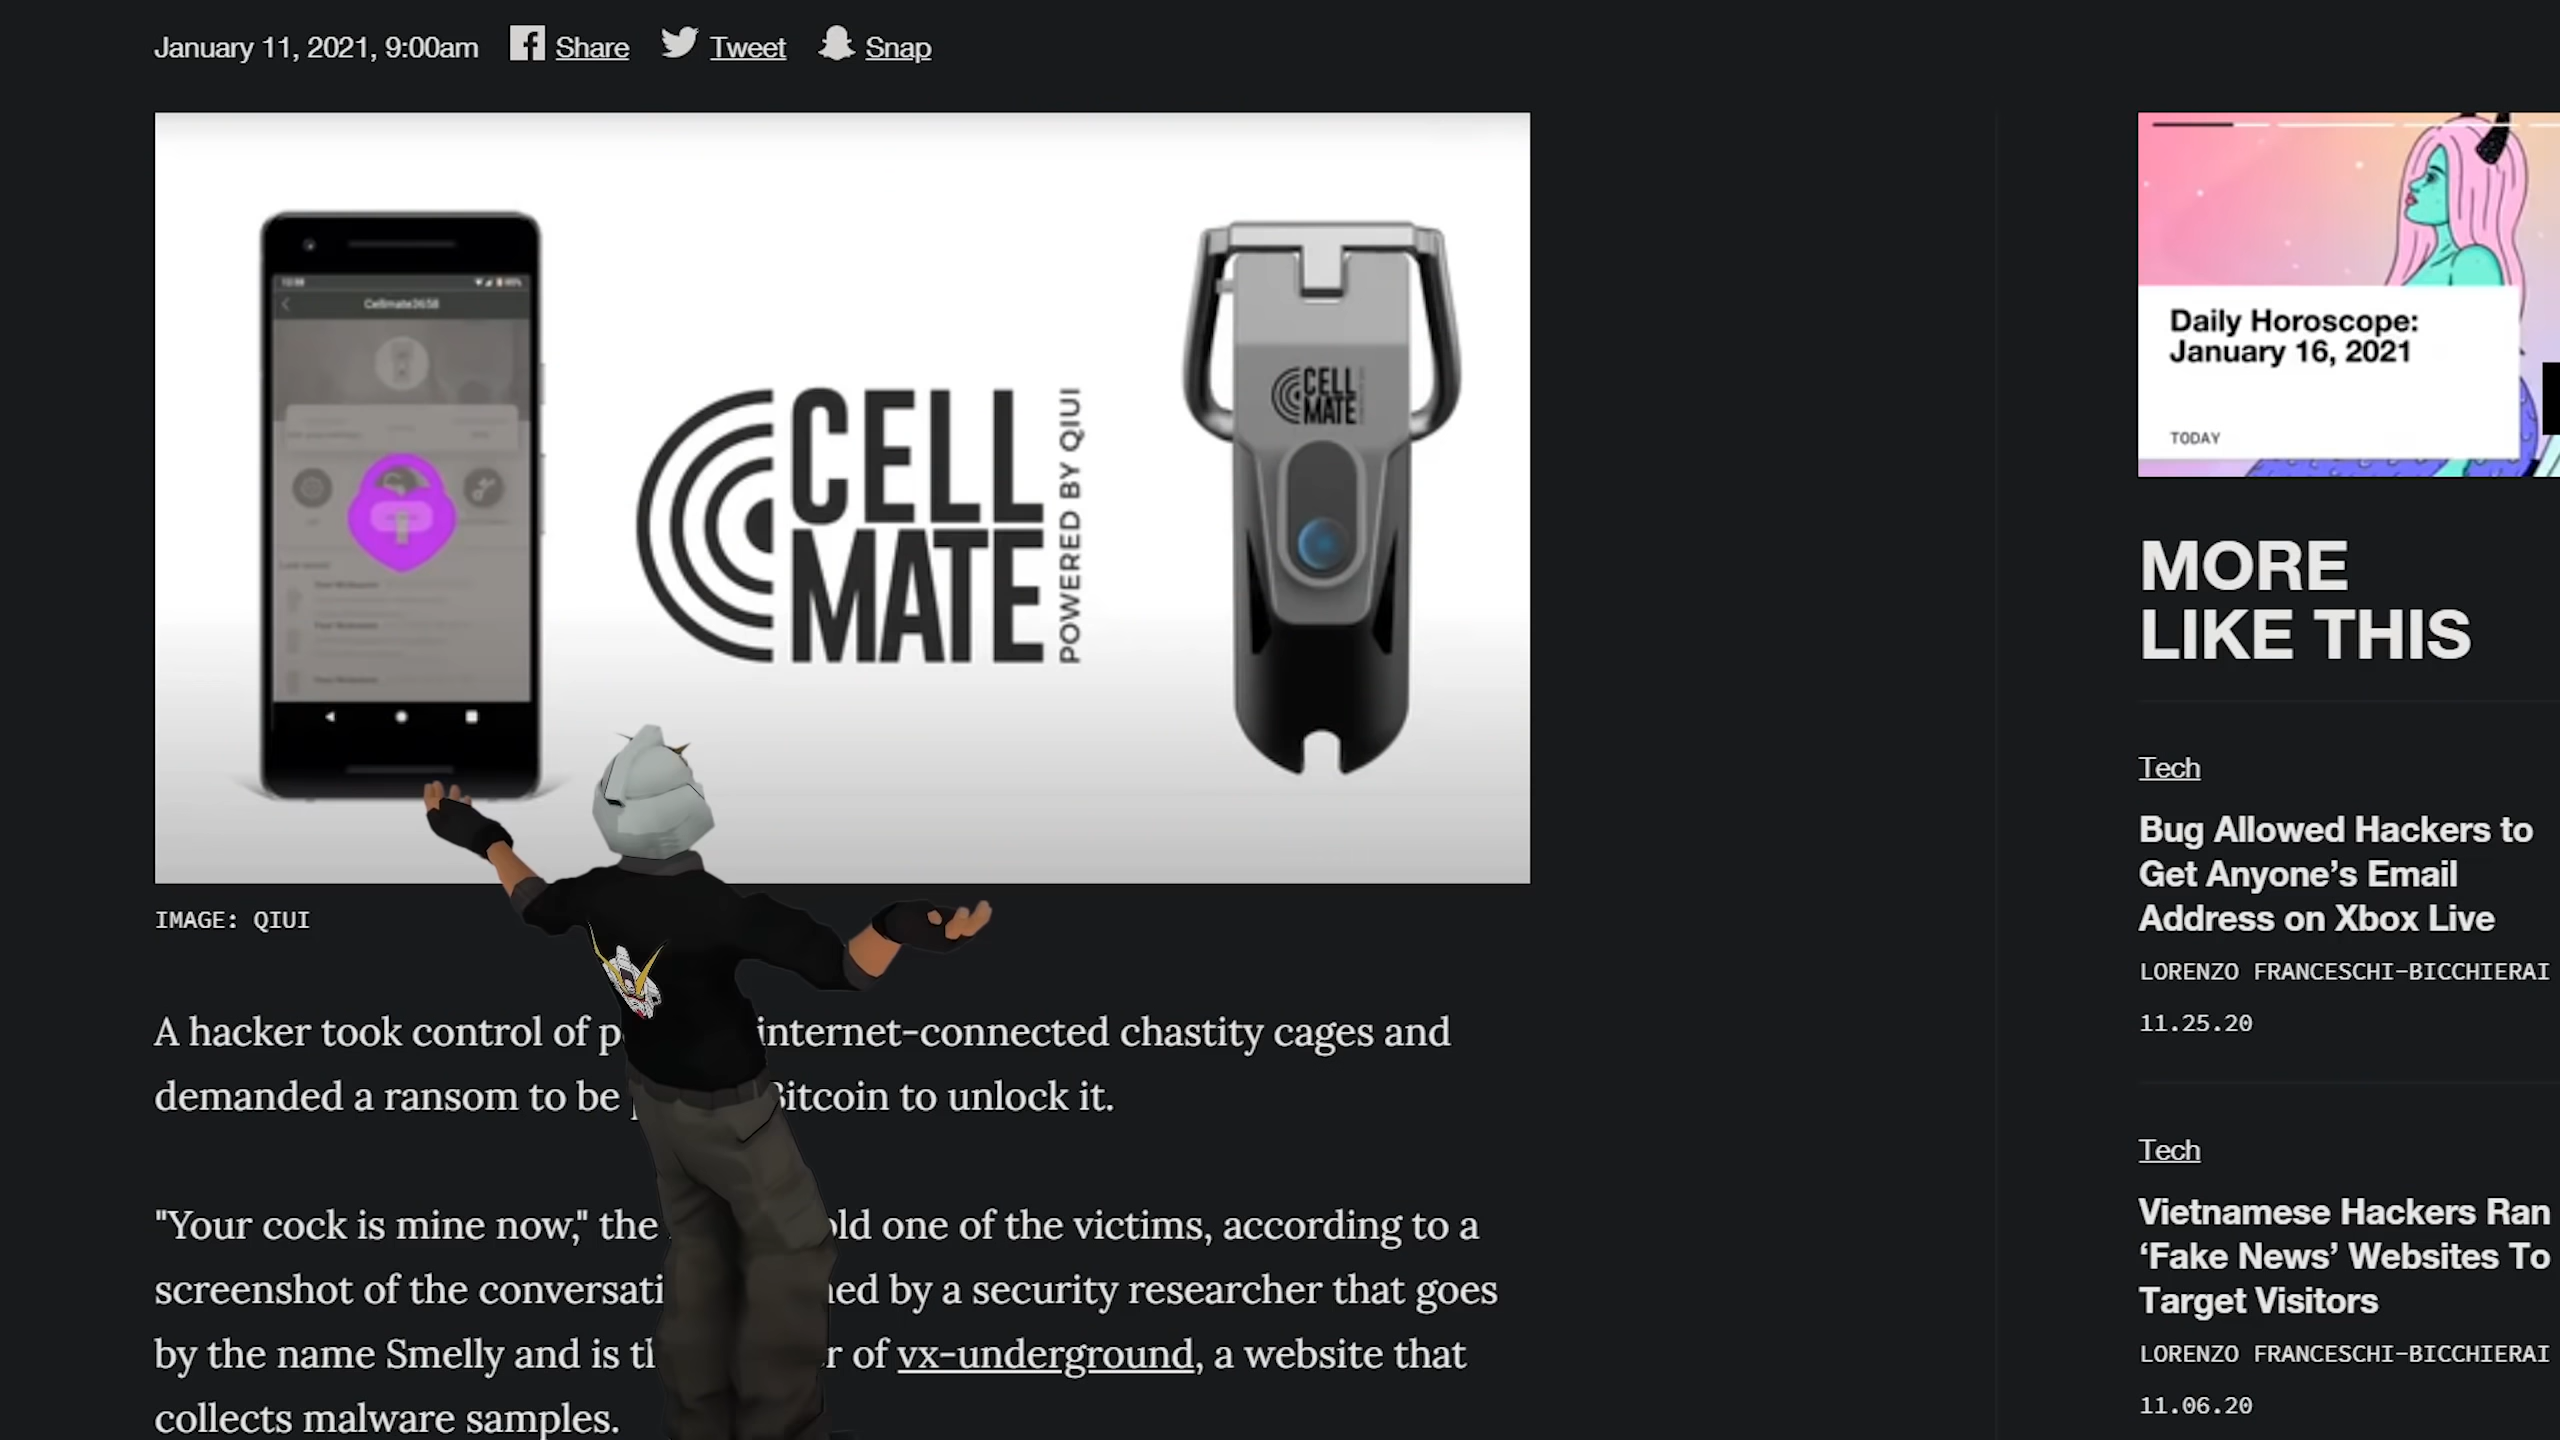 January 11, 2021, 9:00am Share Tweet Snap
Cellmate3658
CELL
MATE
POWERED BY QIUI
CELL
MATE
IMAGE: QIUI
A hacker took control of internet-connected chastity cages and
demanded a ransom to be Bitcoin to unlock it.
"Your cock is mine now," the one of the victims, according to a
screenshot of the by a security researcher that goes
by the name Smelly and is of vx-underground, a website that
collects malware samples.
Daily Horoscope:
January 16, 2021
TODAY
MORE
LIKE THIS
Tech
Bug Allowed Hackers to
Get Anyone’s Email
Address on Xbox Live
LORENZO FRANCESCHI-BICCHIERAI
11.25.20
Tech
Vietnamese Hackers Ran
‘Fake News’ Websites To
Target Visitors
LORENZO FRANCESCHI-BICCHIERAI
11.06.20